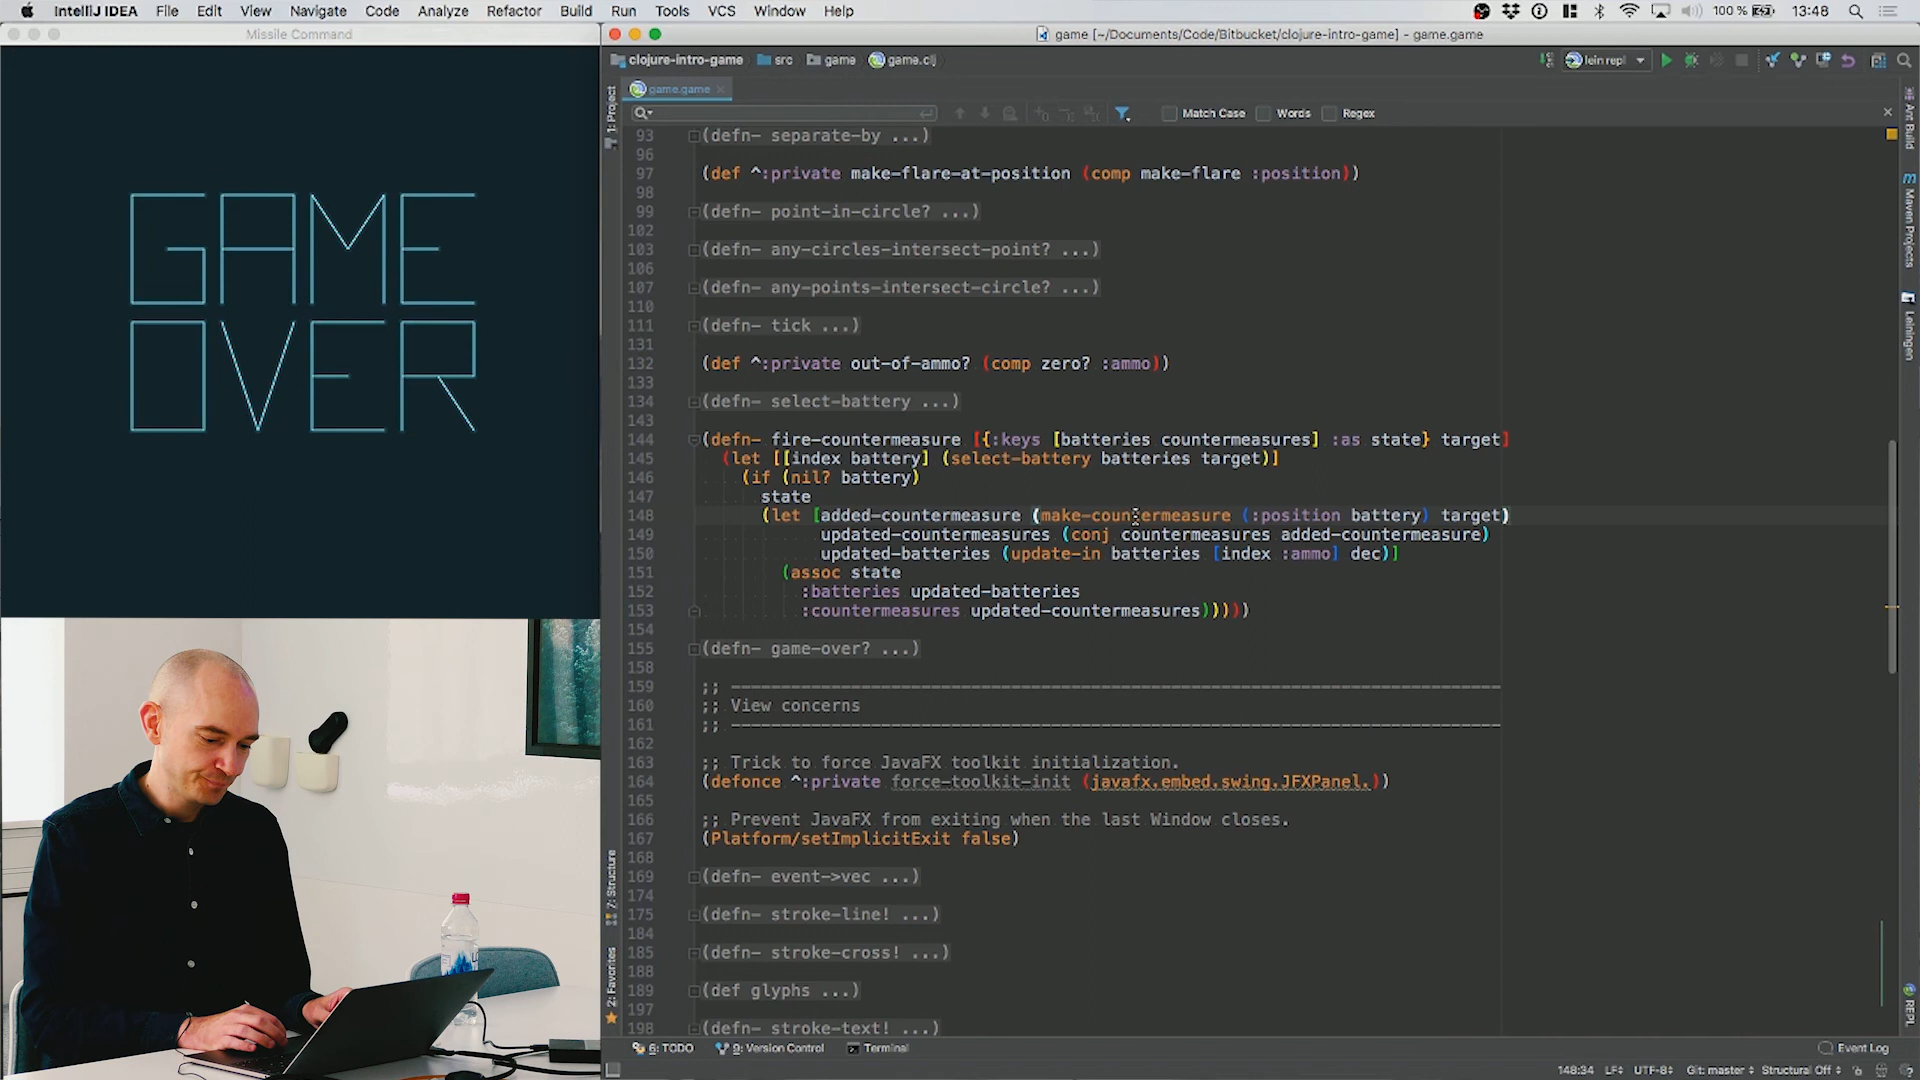 IntelliJ IDEA File Edit View Navigate Code Analyze Refactor Build Run Tools VCS Window Help 100 % 13:48
Missile Command
GAME
OVER
game [~/Documents/Code/Bitbucket/clojure-intro-game] - game.game
clojure-intro-game src game game.clj lein repl
game.game
Match Case Words Regex
93 (defn- separate-by ...)
96
97 (def ^:private make-flare-at-position (comp make-flare :position))
98
99 (defn- point-in-circle? ...)
102
103 (defn- any-circles-intersect-point? ...)
106
107 (defn- any-points-intersect-circle? ...)
110
111 (defn- tick ...)
131
132 (def ^:private out-of-ammo? (comp zero? :ammo))
133
134 (defn- select-battery ...)
143
144 (defn- fire-countermeasure [{:keys [batteries countermeasures] :as state} target]
145 (let [[index battery] (select-battery batteries target)]
146 (if (nil? battery)
147 state
148 (let [added-countermeasure (make-countermeasure (:position battery) target)
149 updated-countermeasures (conj countermeasures added-countermeasure)
150 updated-batteries (update-in batteries [index :ammo] dec)]
151 (assoc state
152 :batteries updated-batteries
153 :countermeasures updated-countermeasures)))))
154
155 (defn- game-over? ...)
158
159 ;; -----------------------------------------------------------------------------
160 ;; View concerns
161 ;; -----------------------------------------------------------------------------
162
163 ;; Trick to force JavaFX toolkit initialization.
164 (defonce ^:private force-toolkit-init (javafx.embed.swing.JFXPanel.))
165
166 ;; Prevent JavaFX from exiting when the last Window closes.
167 (Platform/setImplicitExit false)
168
169 (defn- event->vec ...)
174
175 (defn- stroke-line! ...)
184
185 (defn- stroke-cross! ...)
188
189 (def glyphs ...)
197
198 (defn- stroke-text! ...)
1: Project
7: Structure
2: Favorites
Ant Build
Maven Projects
Leiningen
REPL
6: TODO 9: Version Control Terminal Event Log
148:34 LF UTF-8 Git: master Structural Off